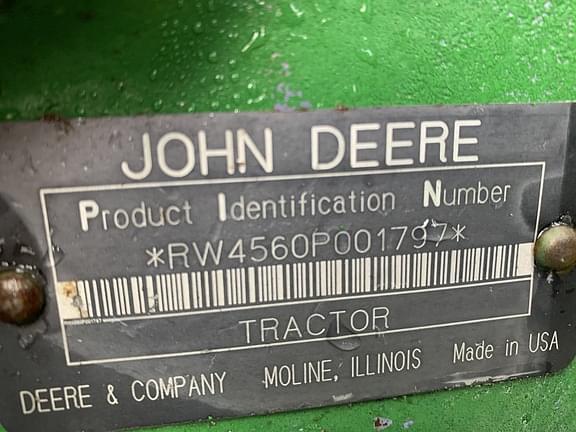 JOHN DEERE
Product Identification Number
*RW4560P001797*
TRACTOR
DEERE & COMPANY MOLINE, ILLINOIS Made in USA